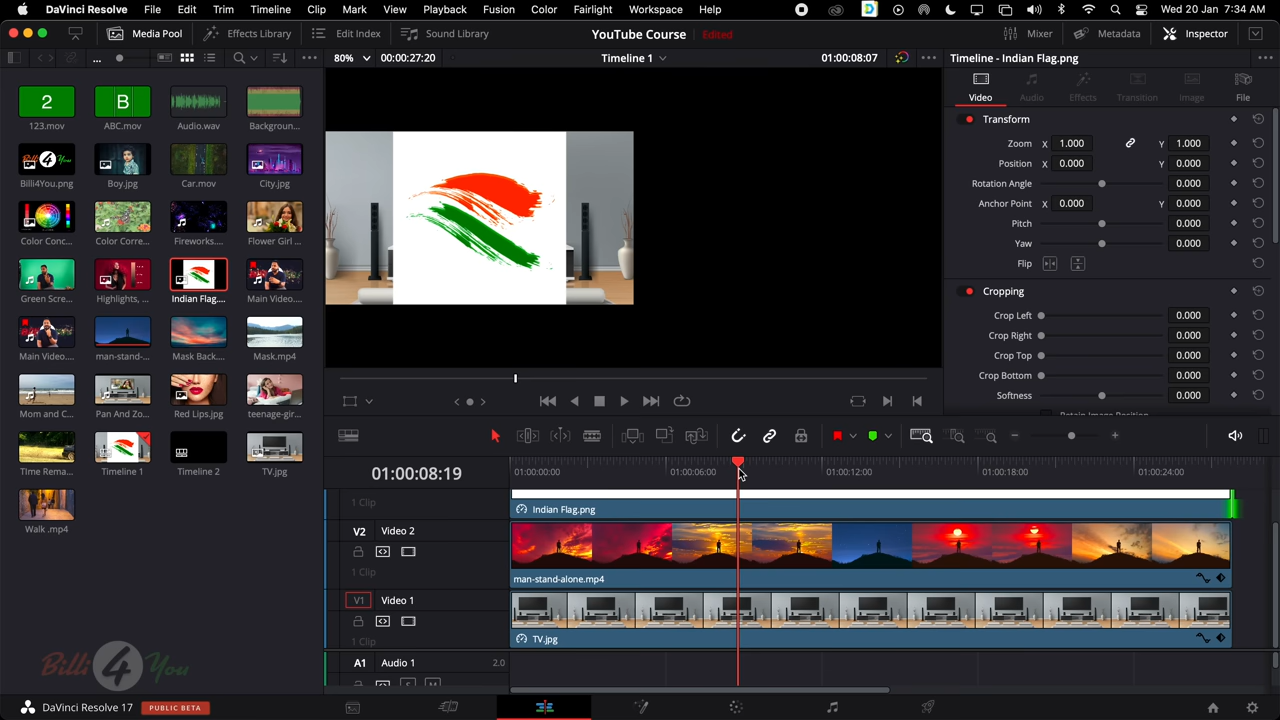 DaVinci Resolve File Edit Trim Timeline Clip Mark View Playback Fusion Color Fairlight Workspace Help Wed 20 Jan 7:34 AM
Media Pool Effects Library Edit Index Sound Library YouTube Course Edited Mixer Metadata Inspector
... 80% 00:00:27:20 Timeline 1 01:00:08:07 Timeline - Indian Flag.png
Video Audio Effects Transition Image File
2 B
123.mov ABC.mov Audio.wav Backgroun...
Billi4You.png Boy.jpg Car.mov City.jpg
Color Conc... Color Corre... Fireworks... Flower Girl ...
Green Scre... Highlights, ... Indian Flag.... Main Video....
Main Video.... man-stand-... Mask Back.... Mask.mp4
Mom and C... Pan And Zo... Red Lips.jpg teenage-gir...
Time Rema... Timeline 1 Timeline 2 TV.jpg
Walk .mp4
Transform
Zoom X 1.000 Y 1.000
Position X 0.000 Y 0.000
Rotation Angle 0.000
Anchor Point X 0.000 Y 0.000
Pitch 0.000
Yaw 0.000
Flip
Cropping
Crop Left 0.000
Crop Right 0.000
Crop Top 0.000
Crop Bottom 0.000
Softness 0.000
Retain Image Position
01:00:08:19 01:00:00:00 01:00:06:00 01:00:12:00 01:00:18:00 01:00:24:00
1 Clip Indian Flag.png
V2 Video 2
1 Clip man-stand-alone.mp4
V1 Video 1
1 Clip TV.jpg
A1 Audio 1 2.0
S M
Billi 4 You
DaVinci Resolve 17 PUBLIC BETA